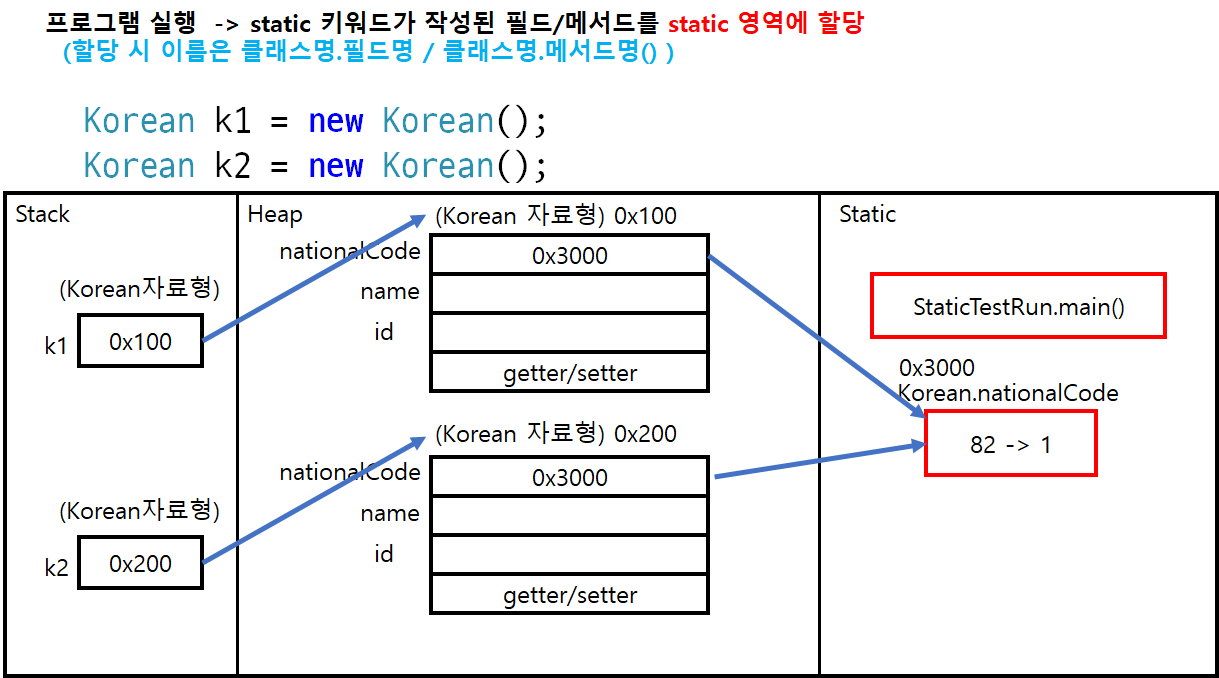 프로그램 실행 -> static 키워드가 작성된 필드/메서드를 static 영역에 할당
(할당 시 이름은 클래스명.필드명 / 클래스명.메서드명() )
Korean k1 = new Korean();
Korean k2 = new Korean();
Stack
Heap
Static
(Korean 자료형) 0x100
nationalCode
0x3000
name
id
getter/setter
(Korean자료형)
k1
0x100
StaticTestRun.main()
0x3000
Korean.nationalCode
82 -> 1
(Korean 자료형) 0x200
nationalCode
0x3000
name
id
getter/setter
(Korean자료형)
k2
0x200